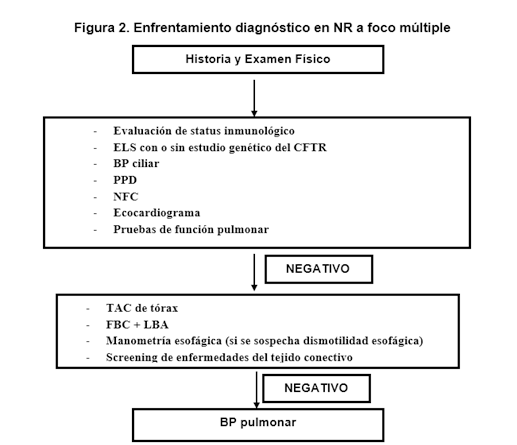 Figura 2. Enfrentamiento diagnóstico en NR a foco múltiple
Historia y Examen Físico
- Evaluación de status inmunológico
- ELS con o sin estudio genético del CFTR
- BP ciliar
- PPD
- NFC
- Ecocardiograma
- Pruebas de función pulmonar
NEGATIVO
- TAC de tórax
- FBC + LBA
- Manometría esofágica (si se sospecha dismotilidad esofágica)
- Screening de enfermedades del tejido conectivo
NEGATIVO
BP pulmonar